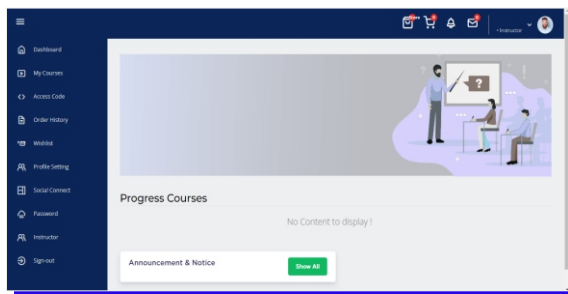 Instructor
Dashboard
My Courses
Access Code
Order History
Wishlist
Profile Setting
Social Connect
Password
Instructor
Sign-out
?
Progress Courses
No Content to display !
Announcement & Notice
Show All